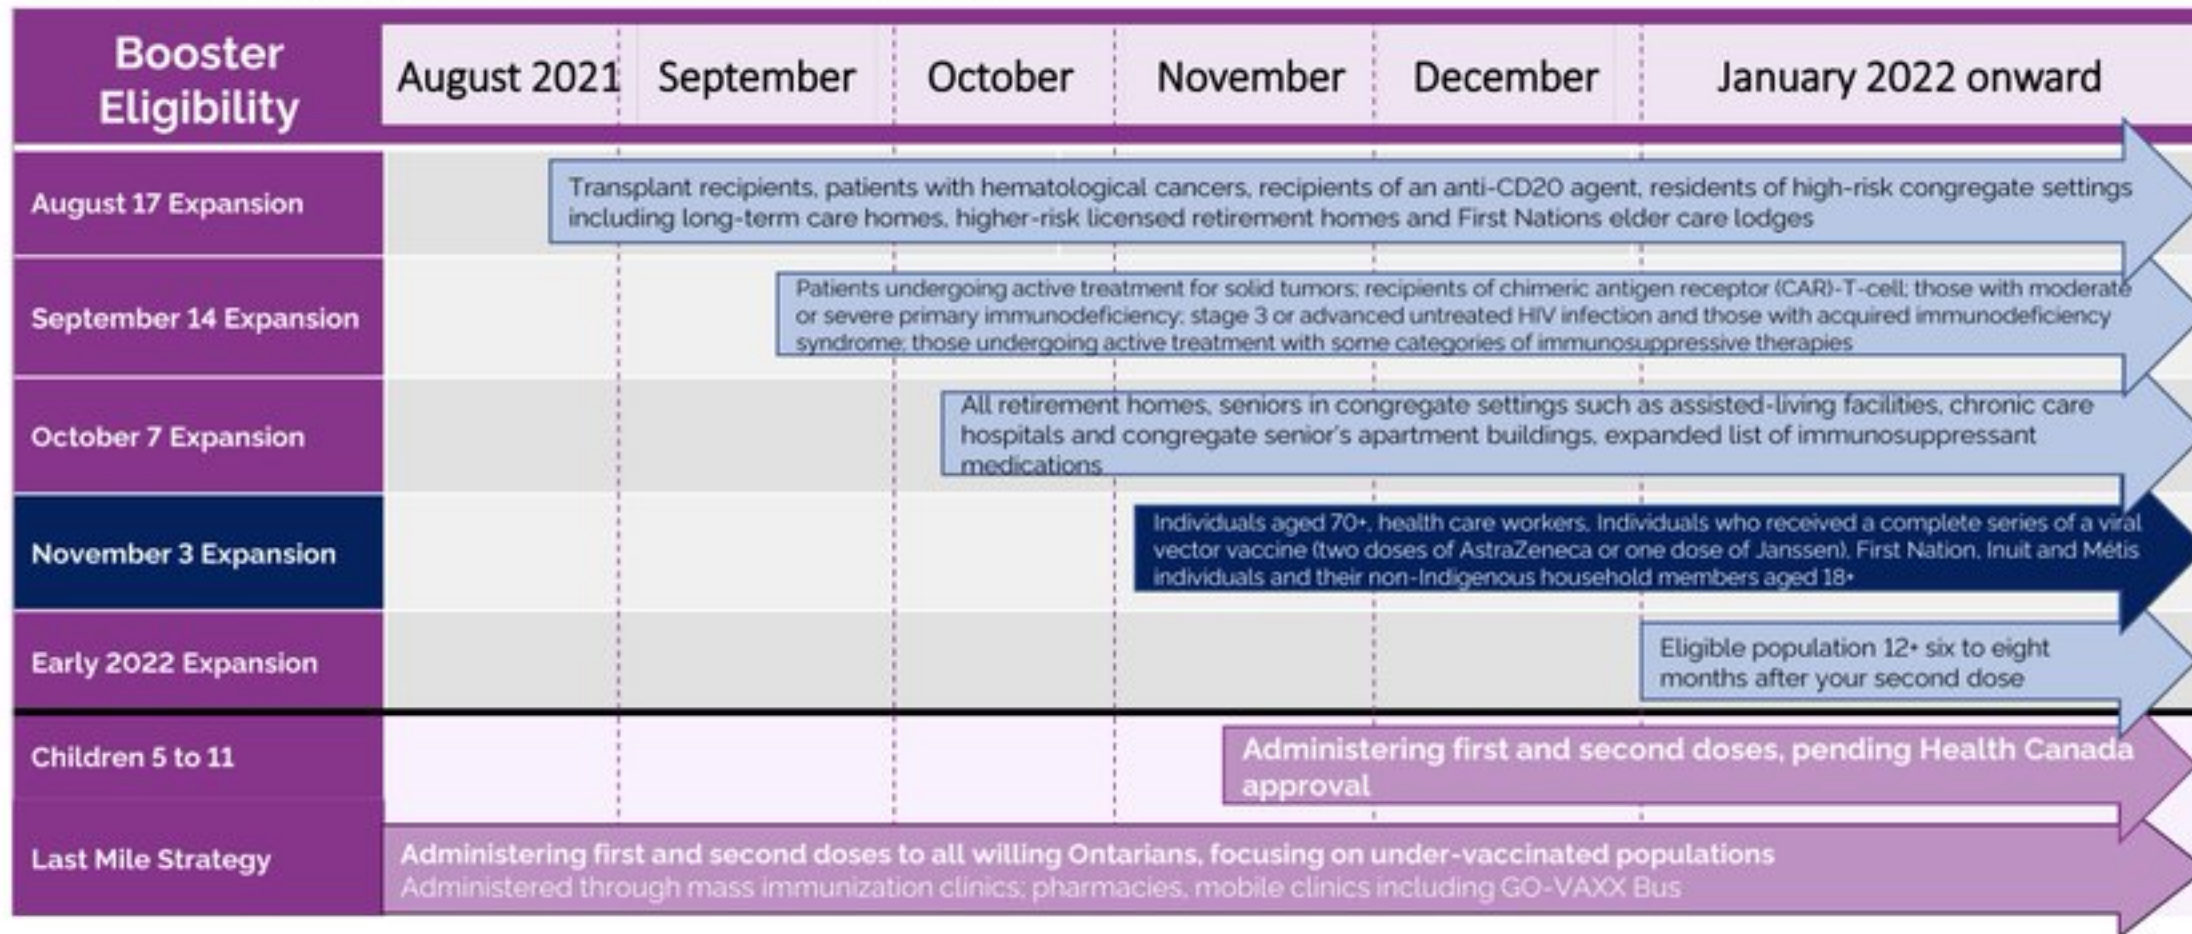 Booster
Eligibility
August 2021
September
October
November
December
January 2022 onward
August 17 Expansion
Transplant recipients, patients with hematological cancers, recipients of an anti-CD20 agent, residents of high-risk congregate settings
including long-term care homes, higher-risk licensed retirement homes and First Nations elder care lodges
September 14 Expansion
Patients undergoing active treatment for solid tumors; recipients of chimeric antigen receptor (CAR)-T-cell; those with moderate
or severe primary immunodeficiency; stage 3 or advanced untreated HIV infection and those with acquired immunodeficiency
syndrome; those undergoing active treatment with some categories of immunosuppressive therapies
October 7 Expansion
All retirement homes, seniors in congregate settings such as assisted-living facilities, chronic care
hospitals and congregate senior's apartment buildings, expanded list of immunosuppressant
medications
November 3 Expansion
Individuals aged 70+, health care workers, Individuals who received a complete series of a viral
vector vaccine (two doses of AstraZeneca or one dose of Janssen), First Nation, Inuit and Métis
individuals and their non-Indigenous household members aged 18+
Early 2022 Expansion
Eligible population 12+ six to eight
months after your second dose
Children 5 to 11
Administering first and second doses, pending Health Canada
approval
Last Mile Strategy
Administering first and second doses to all willing Ontarians, focusing on under-vaccinated populations
Administered through mass immunization clinics; pharmacies, mobile clinics including GO-VAXX Bus